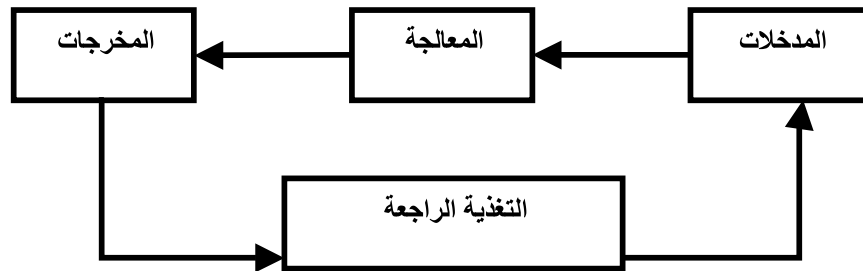 المدخلات
المعالجة
المخرجات
التغذية الراجعة